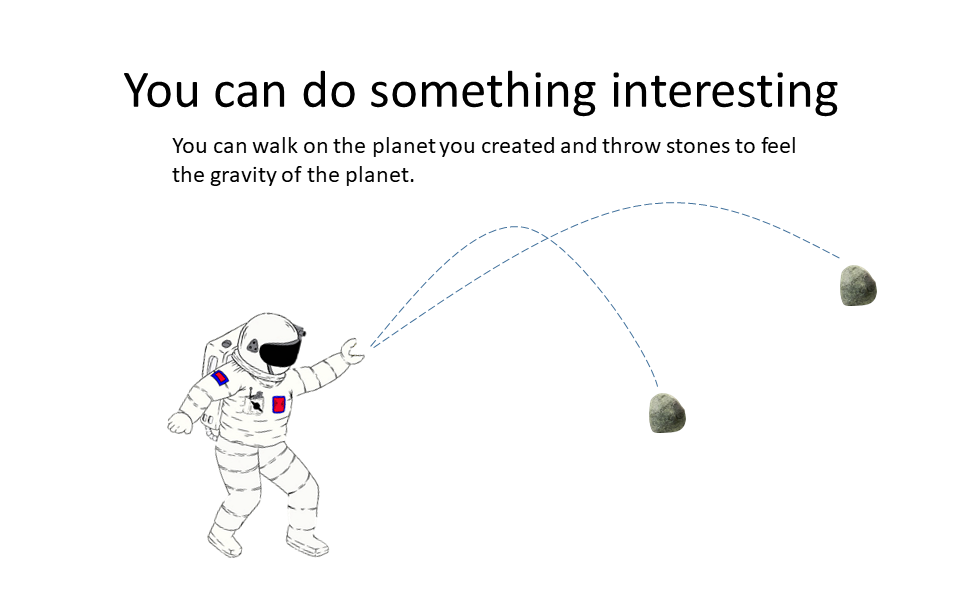 You can do something interesting
You can walk on the planet you created and throw stones to feel
the gravity of the planet.